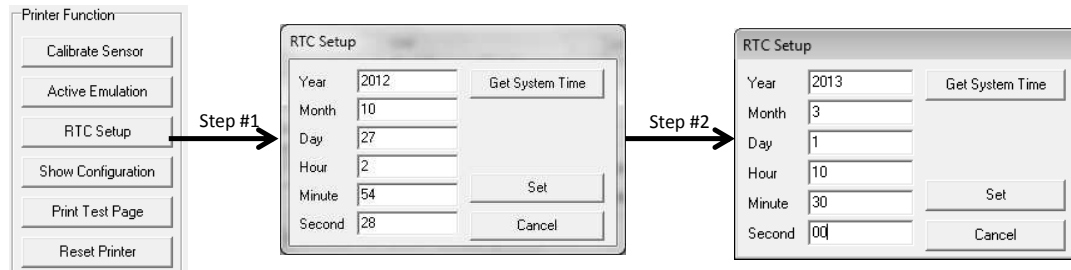 Printer Function
Calibrate Sensor
Active Emulation
RTC Setup
Show Configuration
Print Test Page
Reset Printer
Step #1
RTC Setup
Year 2012 Get System Time
Month 10
Day 27
Hour 2
Minute 54 Set
Second 28 Cancel
Step #2
RTC Setup
Year 2013 Get System Time
Month 3
Day 1
Hour 10
Minute 30 Set
Second 00 Cancel